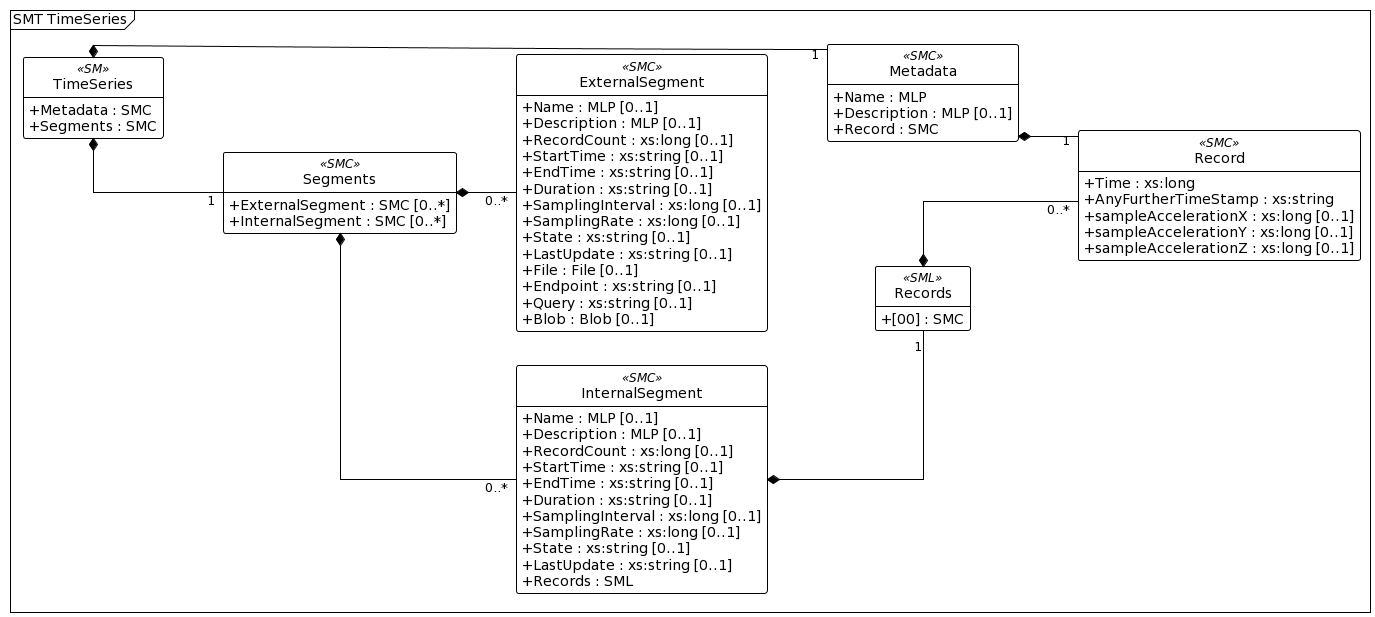 SMT TimeSeries
«SM»
TimeSeries
+Metadata : SMC
+Segments : SMC
1
«SMC»
Segments
+ExternalSegment : SMC [0..*]
+InternalSegment : SMC [0..*]
0..*
«SMC»
ExternalSegment
+Name : MLP [0..1]
+Description : MLP [0..1]
+RecordCount : xs:long [0..1]
+StartTime : xs:string [0..1]
+EndTime : xs:string [0..1]
+Duration : xs:string [0..1]
+SamplingInterval : xs:long [0..1]
+SamplingRate : xs:long [0..1]
+State : xs:string [0..1]
+LastUpdate : xs:string [0..1]
+File : File [0..1]
+Endpoint : xs:string [0..1]
+Query : xs:string [0..1]
+Blob : Blob [0..1]
0..*
«SMC»
InternalSegment
+Name : MLP [0..1]
+Description : MLP [0..1]
+RecordCount : xs:long [0..1]
+StartTime : xs:string [0..1]
+EndTime : xs:string [0..1]
+Duration : xs:string [0..1]
+SamplingInterval : xs:long [0..1]
+SamplingRate : xs:long [0..1]
+State : xs:string [0..1]
+LastUpdate : xs:string [0..1]
+Records : SML
1
«SMC»
Metadata
+Name : MLP
+Description : MLP [0..1]
+Record : SMC
1
«SMC»
Record
+Time : xs:long
+AnyFurtherTimeStamp : xs:string
+sampleAccelerationX : xs:long [0..1]
+sampleAccelerationY : xs:long [0..1]
+sampleAccelerationZ : xs:long [0..1]
0..*
«SML»
Records
+[00] : SMC
1